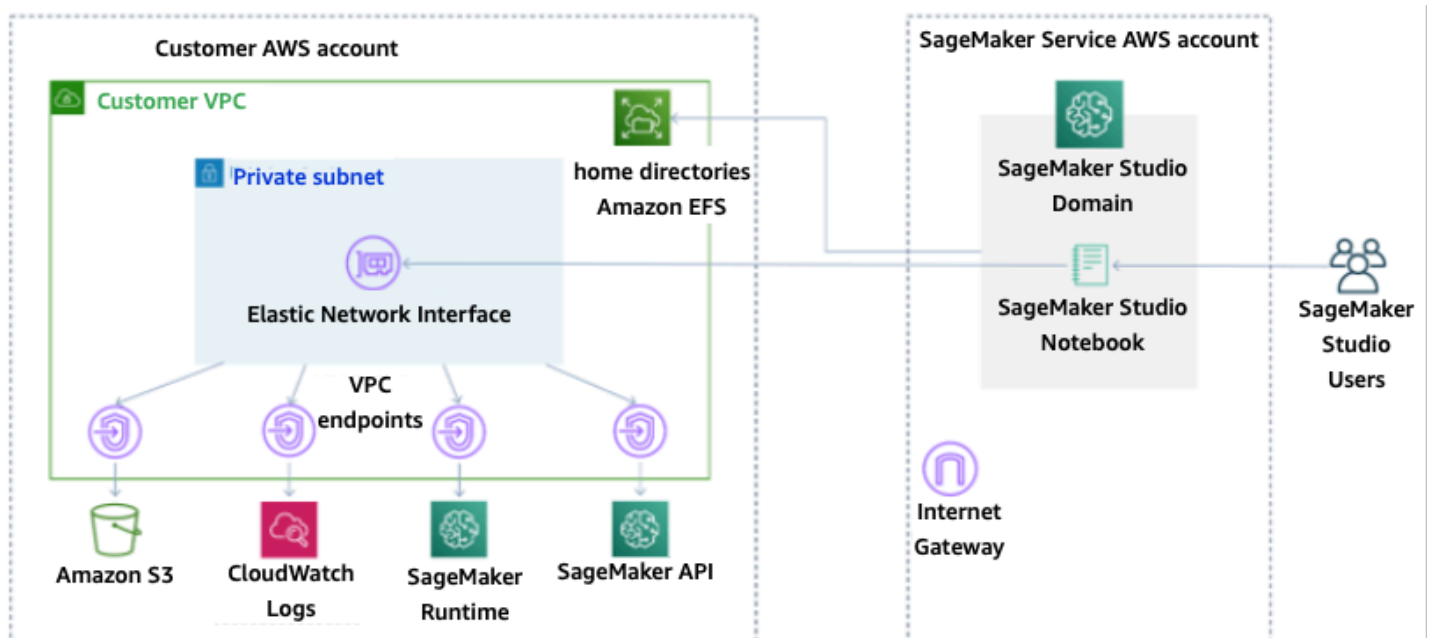 Customer AWS account
SageMaker Service AWS account
Customer VPC
home directories
Amazon EFS
Private subnet
Elastic Network Interface
SageMaker Studio
Domain
SageMaker Studio
Notebook
SageMaker
Studio
Users
VPC
endpoints
Internet
Gateway
Amazon S3
CloudWatch
Logs
SageMaker
Runtime
SageMaker API